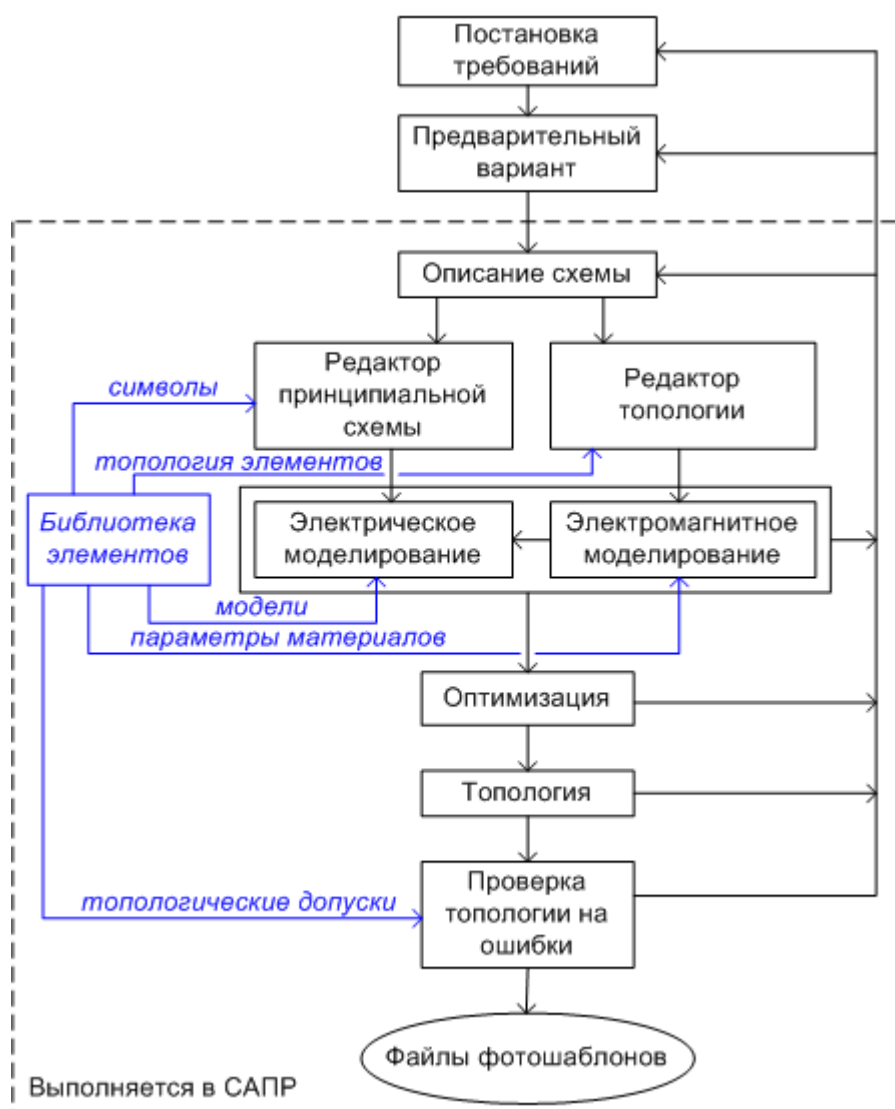 Постановка
требований
Предварительный
вариант
Описание схемы
Редактор
принципиальной
схемы
Редактор
топологии
символы
топология элементов
Библиотека
элементов
Электрическое
моделирование
Электромагнитное
моделирование
модели
параметры материалов
Оптимизация
Топология
Проверка
топологии на
ошибки
топологические допуски
Файлы фотошаблонов
Выполняется в САПР